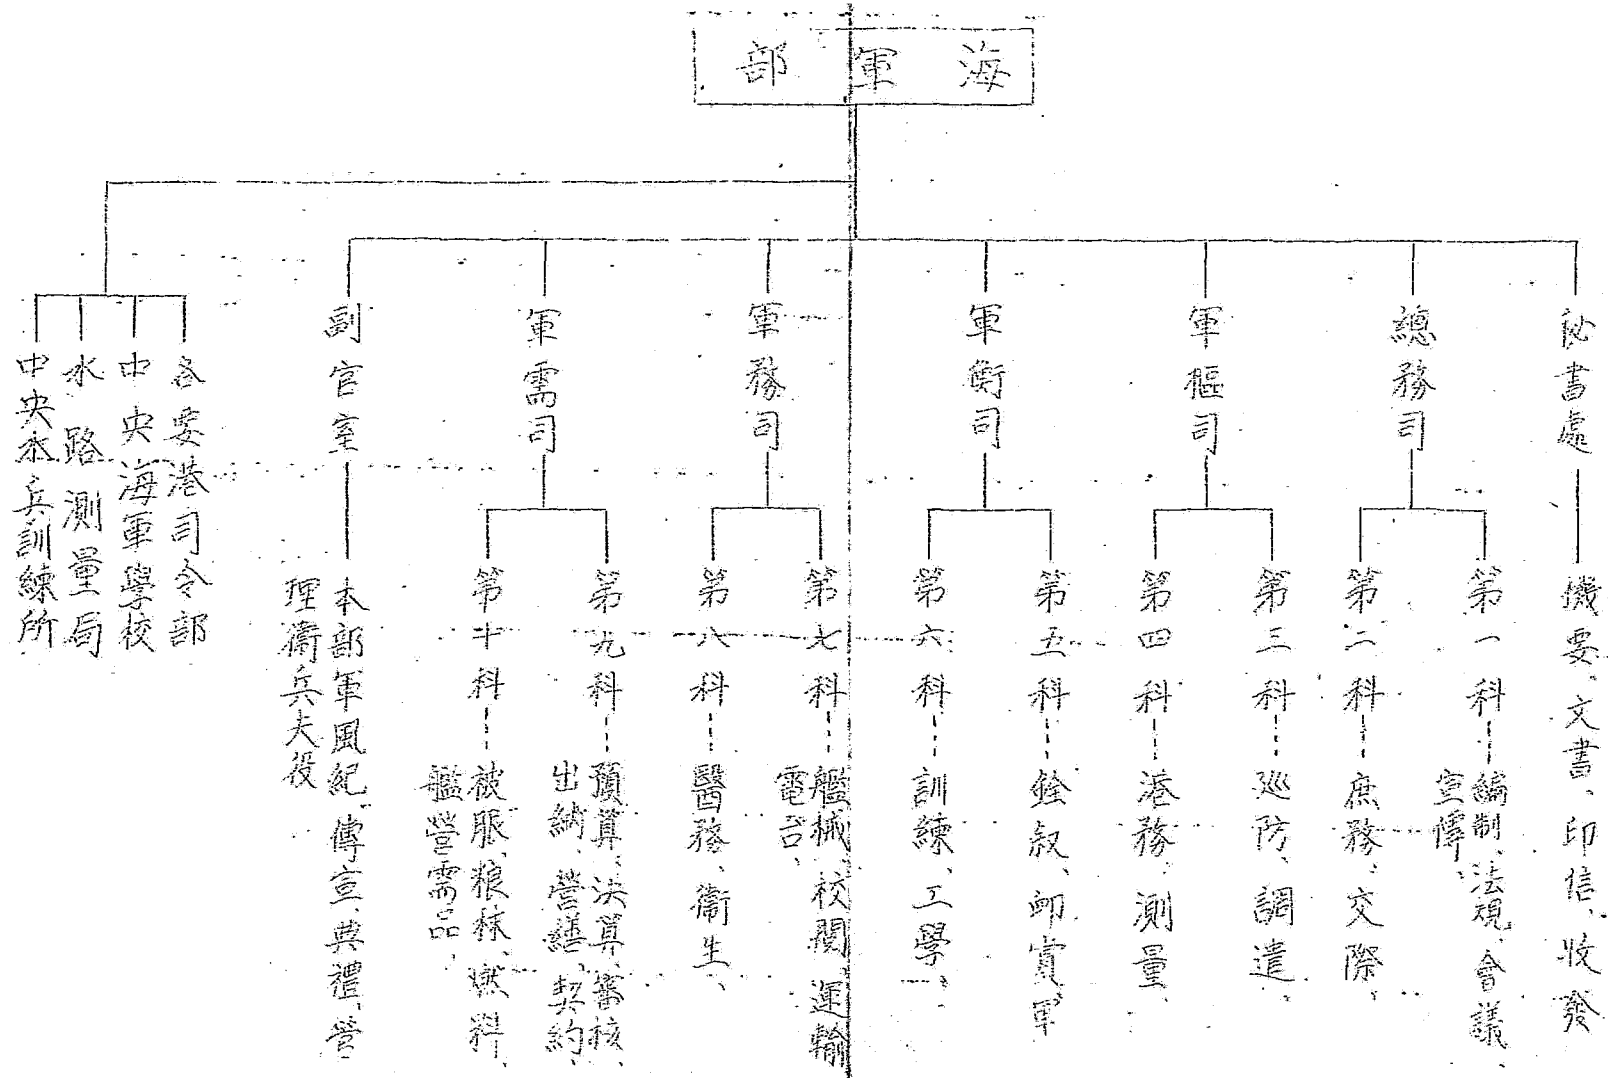 海軍部
秘書處
機要、文書、印信、收發
總務司
第一科
編制、法規、會議、
宣傳、
第二科
庶務、交際、
軍樞司
第三科
巡防、調遣、
第四科
港務、測量、
軍衡司
第五科
銓叙、卹賞、軍
第六科
訓練、工學、
軍務司
第七科
艦械、校閱、運輸
電台、
第八科
醫務、衞生、
軍需司
第九科
預算、決算、審核、
出納、營繕、契約、
第十科
被服、粮秣、燃料、
艦營需品、
副官室
本部軍風紀、傳宣、典禮、管
理衞兵夫役
各要港司令部
中央海軍學校
水路測量局
中央水兵訓練所